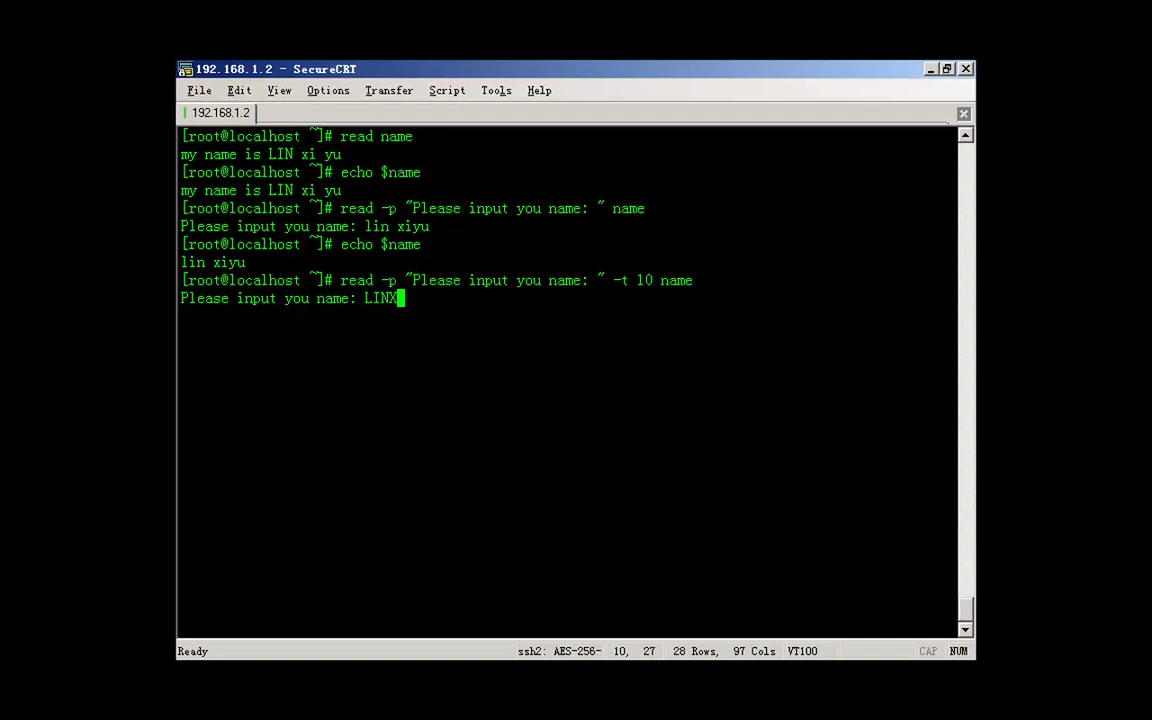 192.168.1.2 - SecureCRT
File Edit View Options Transfer Script Tools Help
192.168.1.2
[root@localhost ~]# read name
my name is LIN xi yu
[root@localhost ~]# echo $name
my name is LIN xi yu
[root@localhost ~]# read -p "Please input you name: " name
Please input you name: lin xiyu
[root@localhost ~]# echo $name
lin xiyu
[root@localhost ~]# read -p "Please input you name: " -t 10 name
Please input you name: LINX
Ready ssh2: AES-256- 10, 27 28 Rows, 97 Cols VT100 CAP NUM